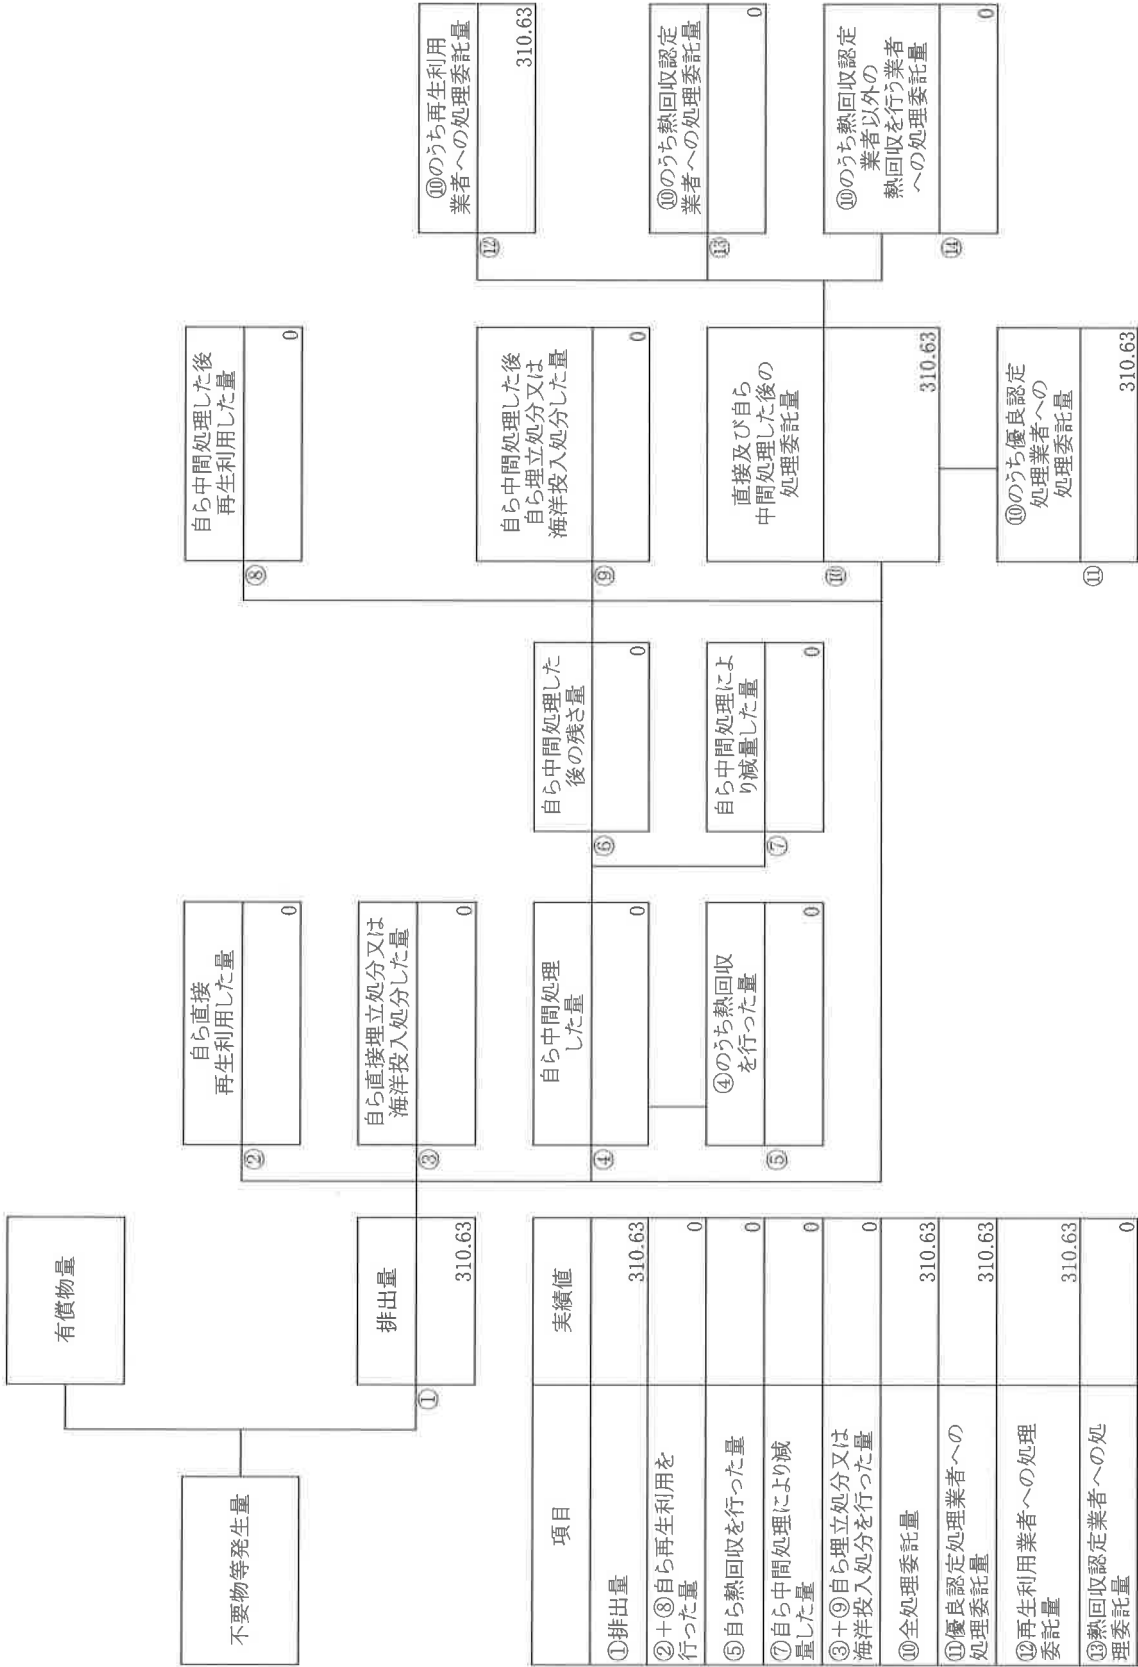 不要物等発生量
有償物量
①
排出量
310.63
②
自ら直接
再生利用した量
0
③
自ら直接埋立処分又は
海洋投入処分した量
0
④
自ら中間処理
した量
0
⑤
④のうち熱回収
を行った量
0
⑥
自ら中間処理した
後の残さ量
0
⑦
自ら中間処理によ
り減量した量
0
⑧
自ら中間処理した後
再生利用した量
0
⑨
自ら中間処理した後
自ら埋立処分又は
海洋投入処分した量
0
⑩
直接及び自ら
中間処理した後の
処理委託量
310.63
⑪
⑩のうち優良認定
処理業者への
処理委託量
310.63
⑫
⑩のうち再生利用
業者への処理委託量
310.63
⑬
⑩のうち熱回収認定
業者への処理委託量
0
⑭
⑩のうち熱回収認定
業者以外の
熱回収を行う業者
への処理委託量
0
項目 実績値
①排出量 310.63
②+⑧自ら再生利用を
行った量 0
⑤自ら熱回収を行った量 0
⑦自ら中間処理により減
量した量 0
③+⑨自ら埋立処分又は
海洋投入処分を行った量 0
⑩全処理委託量 310.63
⑪優良認定処理業者への
処理委託量 310.63
⑫再生利用業者への処理
委託量 310.63
⑬熱回収認定業者への処
理委託量 0